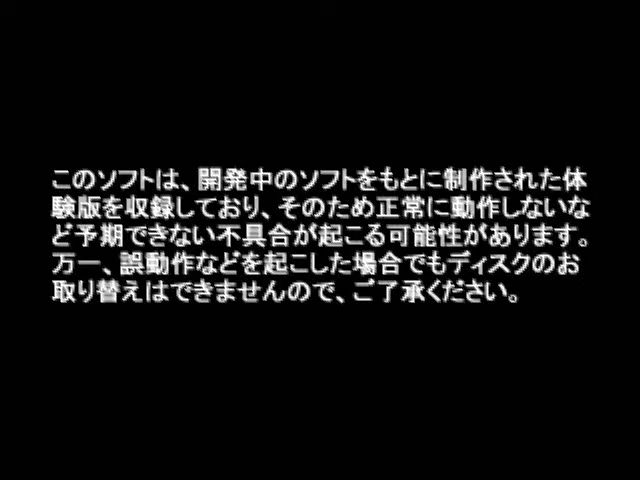 このソフトは、開発中のソフトをもとに制作された体
験版を収録しており、そのため正常に動作しないな
ど予期できない不具合が起こる可能性があります。
万一、誤動作などを起こした場合でもディスクのお
取り替えはできませんので、ご了承ください。